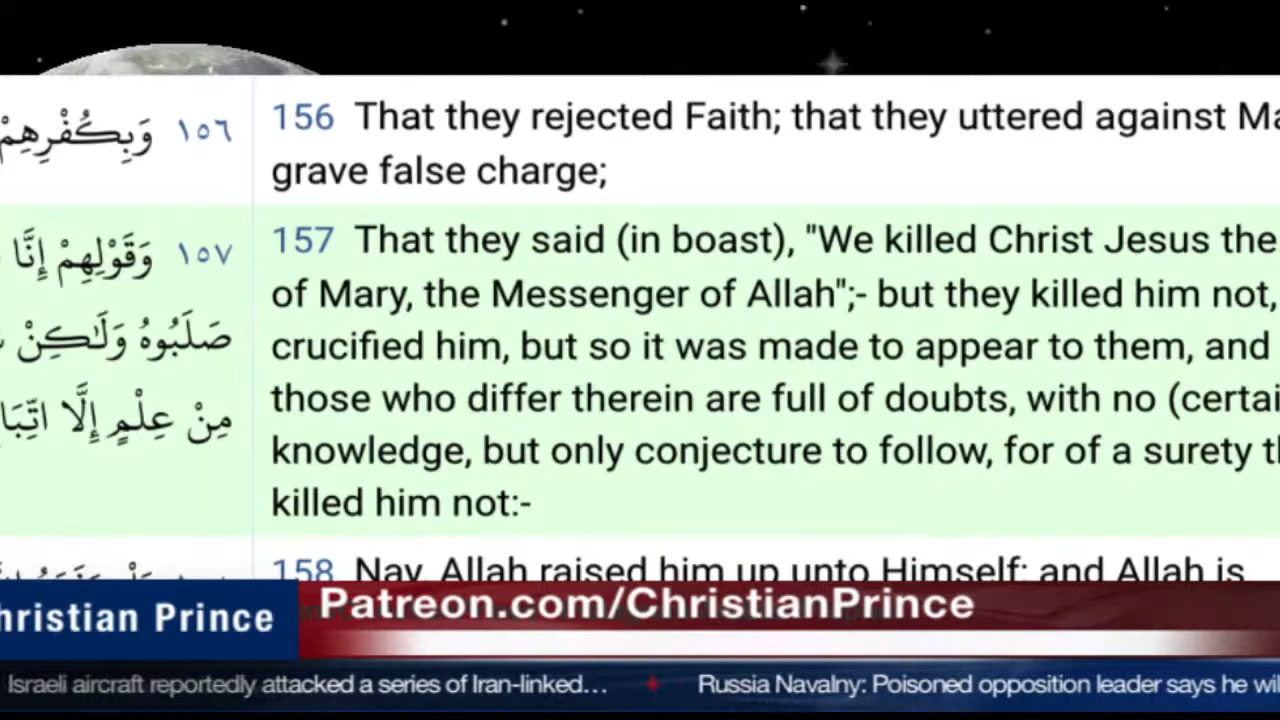 156 That they rejected Faith; that they uttered against Ma
grave false charge;
١٥٦ وَبِكُفْرِهِمْ
157 That they said (in boast), "We killed Christ Jesus the
of Mary, the Messenger of Allah";- but they killed him not,
crucified him, but so it was made to appear to them, and
those who differ therein are full of doubts, with no (certai
knowledge, but only conjecture to follow, for of a surety th
killed him not:-
١٥٧ وَقَوْلِهِمْ إِنَّا
صَلَبُوهُ وَلَٰكِنْ
مِنْ عِلْمٍ إِلَّا اتِّبَا
158 Nay, Allah raised him up unto Himself; and Allah is
hristian Prince
Patreon.com/ChristianPrince
Israeli aircraft reportedly attacked a series of Iran-linked... Russia Navalny: Poisoned opposition leader says he wil